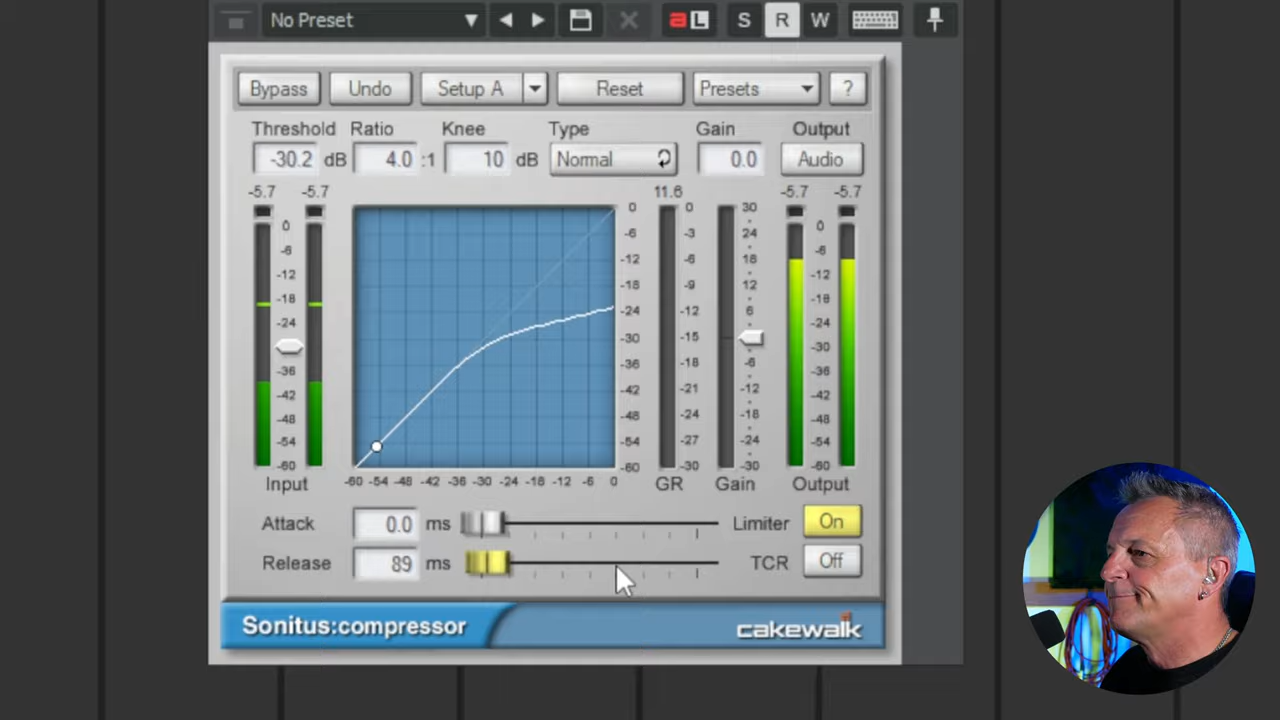 No Preset
a L S R W
Bypass Undo Setup A Reset Presets ?
Threshold Ratio Knee Type Gain Output
-30.2 dB 4.0 :1 10 dB Normal 0.0 Audio
-5.7 -5.7 11.6 -5.7 -5.7
0 0 0 30 0
-6 -6 -3 24 -6
-12 -12 -6 18 -12
-18 -18 -9 12 -18
-24 -24 -12 6 -24
-30 -15 -30
-36 -36 -18 -6 -36
-42 -42 -21 -12 -42
-48 -48 -24 -18 -48
-54 -54 -27 -24 -54
-60 -60 -30 -30 -60
-60 -54 -48 -42 -36 -30 -24 -18 -12 -6 0
Input GR Gain Output
Attack 0.0 ms Limiter On
Release 89 ms TCR Off
Sonitus:compressor cakewalk